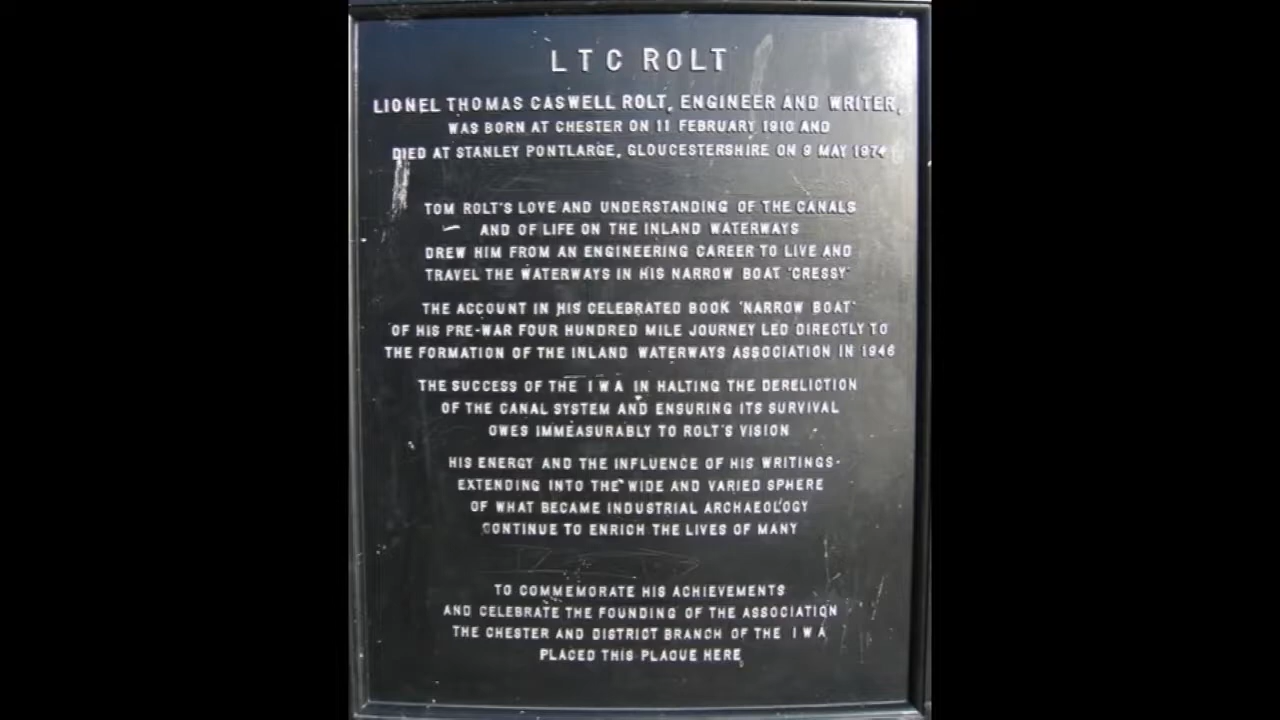 LTC ROLT
LIONEL THOMAS CASWELL ROLT, ENGINEER AND WRITER,
WAS BORN AT CHESTER ON 11 FEBRUARY 1910 AND
DIED AT STANLEY PONTLARGE, GLOUCESTERSHIRE ON 9 MAY 1974
TOM ROLT'S LOVE AND UNDERSTANDING OF THE CANALS
AND OF LIFE ON THE INLAND WATERWAYS
DREW HIM FROM AN ENGINEERING CAREER TO LIVE AND
TRAVEL THE WATERWAYS IN HIS NARROW BOAT 'CRESSY'
THE ACCOUNT IN HIS CELEBRATED BOOK 'NARROW BOAT'
OF HIS PRE-WAR FOUR HUNDRED MILE JOURNEY LED DIRECTLY TO
THE FORMATION OF THE INLAND WATERWAYS ASSOCIATION IN 1946
THE SUCCESS OF THE I W A IN HALTING THE DERELICTION
OF THE CANAL SYSTEM AND ENSURING ITS SURVIVAL
OWES IMMEASURABLY TO ROLT'S VISION
HIS ENERGY AND THE INFLUENCE OF HIS WRITINGS-
EXTENDING INTO THE WIDE AND VARIED SPHERE
OF WHAT BECAME INDUSTRIAL ARCHAEOLOGY
CONTINUE TO ENRICH THE LIVES OF MANY
TO COMMEMORATE HIS ACHIEVEMENTS
AND CELEBRATE THE FOUNDING OF THE ASSOCIATION
THE CHESTER AND DISTRICT BRANCH OF THE I W A
PLACED THIS PLAQUE HERE